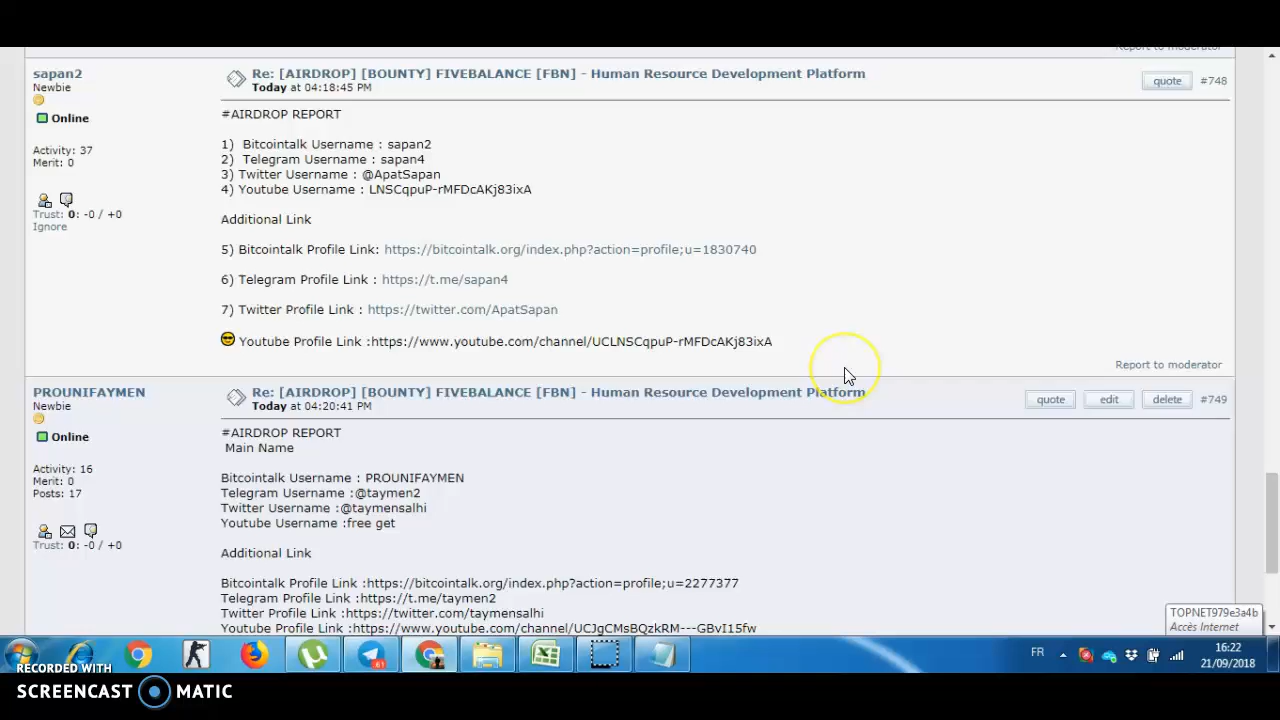 Report to moderator
sapan2
Newbie
Online
Activity: 37
Merit: 0
Trust: 0: -0 / +0
Ignore
Re: [AIRDROP] [BOUNTY] FIVEBALANCE [FBN] - Human Resource Development Platform
Today at 04:18:45 PM
quote #748
#AIRDROP REPORT
1) Bitcointalk Username : sapan2
2) Telegram Username : sapan4
3) Twitter Username : @ApatSapan
4) Youtube Username : LNSCqpuP-rMFDcAKj83ixA
Additional Link
5) Bitcointalk Profile Link: https://bitcointalk.org/index.php?action=profile;u=1830740
6) Telegram Profile Link : https://t.me/sapan4
7) Twitter Profile Link : https://twitter.com/ApatSapan
Youtube Profile Link :https://www.youtube.com/channel/UCLNSCqpuP-rMFDcAKj83ixA
Report to moderator
PROUNIFAYMEN
Newbie
Online
Activity: 16
Merit: 0
Posts: 17
Trust: 0: -0 / +0
Re: [AIRDROP] [BOUNTY] FIVEBALANCE [FBN] - Human Resource Development Platform
Today at 04:20:41 PM
quote edit delete #749
#AIRDROP REPORT
Main Name
Bitcointalk Username : PROUNIFAYMEN
Telegram Username :@taymen2
Twitter Username :@taymensalhi
Youtube Username :free get
Additional Link
Bitcointalk Profile Link :https://bitcointalk.org/index.php?action=profile;u=2277377
Telegram Profile Link :https://t.me/taymen2
Twitter Profile Link :https://twitter.com/taymensalhi
Youtube Profile Link :https://www.youtube.com/channel/UCJgCMsBQzkRM---GBvI15fw
TOPNET979e3a4b
Accès Internet
FR
16:22
21/09/2018
RECORDED WITH
SCREENCAST MATIC